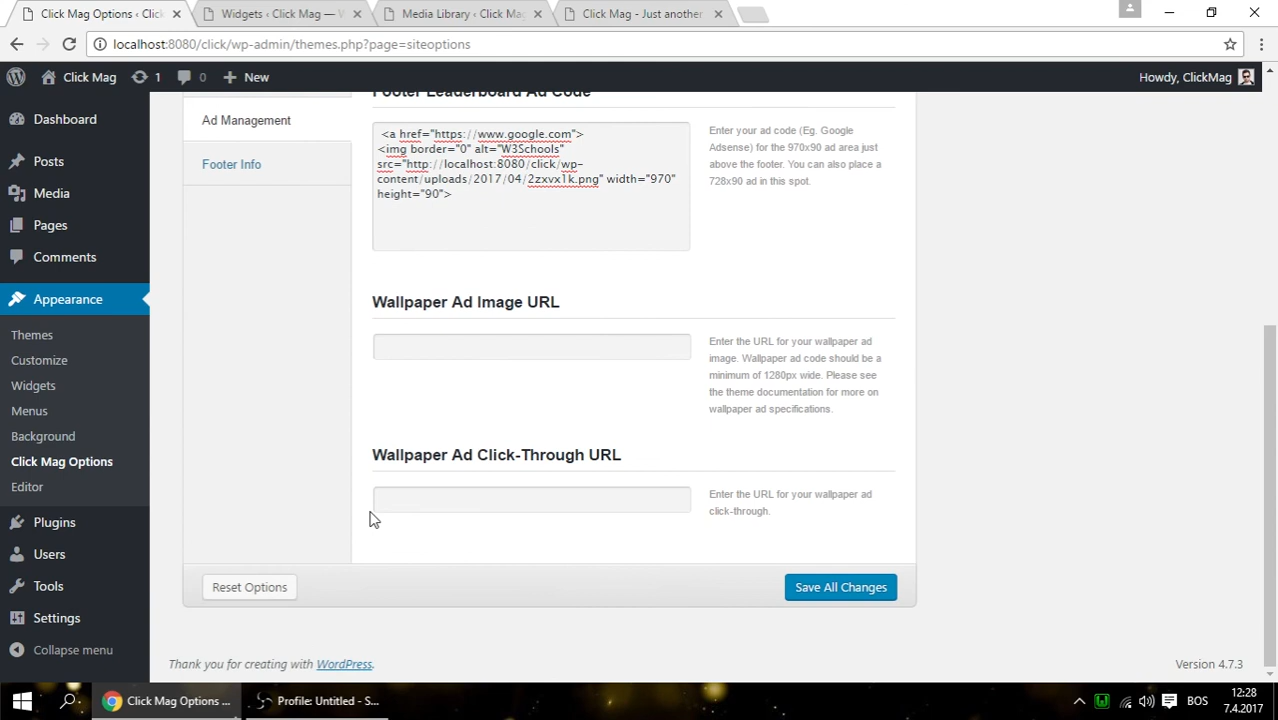 Click Mag Options ‹ Click
Widgets ‹ Click Mag — W
Media Library ‹ Click Mag
Click Mag - Just another
localhost:8080/click/wp-admin/themes.php?page=siteoptions
Click Mag
1
0
New
Howdy, ClickMag
Dashboard
Posts
Media
Pages
Comments
Appearance
Themes
Customize
Widgets
Menus
Background
Click Mag Options
Editor
Plugins
Users
Tools
Settings
Collapse menu
Ad Management
Footer Info
Footer Leaderboard Ad Code
<a href="https://www.google.com">
<img border="0" alt="W3Schools"
src="http://localhost:8080/click/wp-
content/uploads/2017/04/2zxvx1k.png" width="970"
height="90">
Enter your ad code (Eg. Google
Adsense) for the 970x90 ad area just
above the footer. You can also place a
728x90 ad in this spot.
Wallpaper Ad Image URL
Enter the URL for your wallpaper ad
image. Wallpaper ad code should be a
minimum of 1280px wide. Please see
the theme documentation for more on
wallpaper ad specifications.
Wallpaper Ad Click-Through URL
Enter the URL for your wallpaper ad
click-through.
Reset Options
Save All Changes
Thank you for creating with WordPress.
Version 4.7.3
Click Mag Options ...
Profile: Untitled - S...
BOS
12:28
7.4.2017